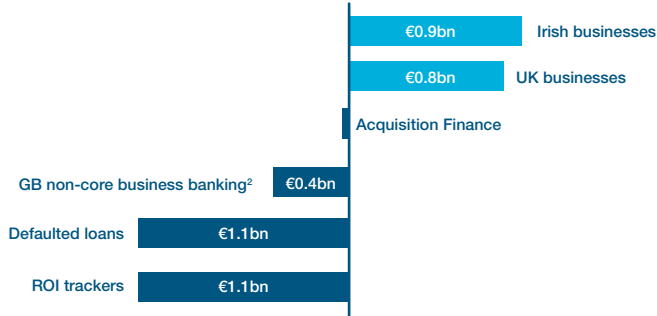 €0.9bn Irish businesses
€0.8bn UK businesses
Acquisition Finance
GB non-core business banking² €0.4bn
Defaulted loans €1.1bn
ROI trackers €1.1bn